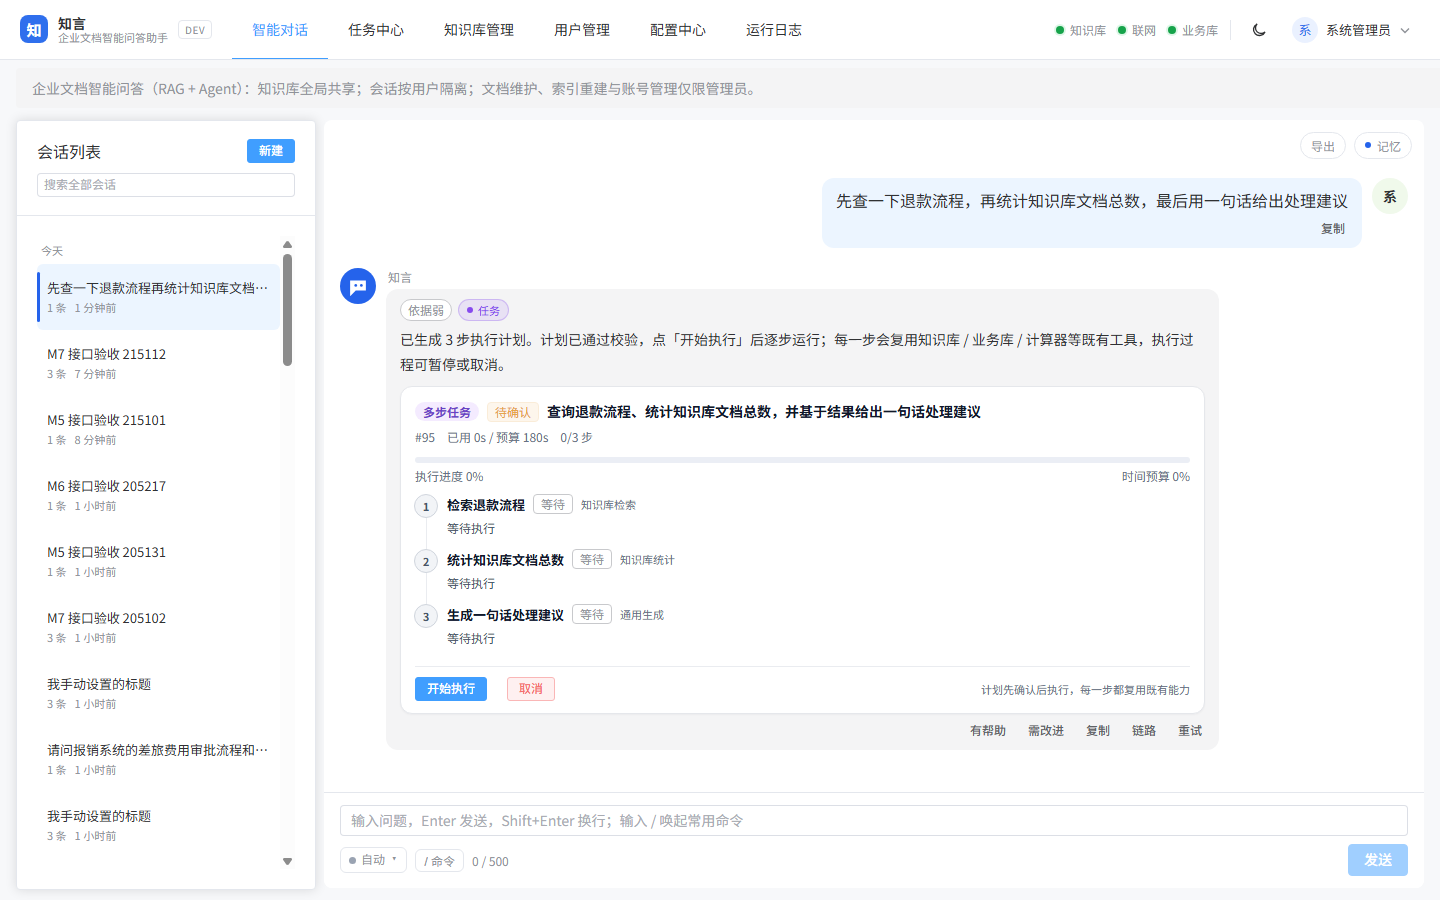 知
知言
企业文档智能问答助手
DEV
智能对话
任务中心
知识库管理
用户管理
配置中心
运行日志
知识库
联网
业务库
系
系统管理员
企业文档智能问答（RAG + Agent）：知识库全局共享；会话按用户隔离；文档维护、索引重建与账号管理仅限管理员。
会话列表
新建
搜索全部会话
今天
先查一下退款流程再统计知识库文档…
1 条 1 分钟前
M7 接口验收 215112
3 条 7 分钟前
M5 接口验收 215101
1 条 8 分钟前
M6 接口验收 205217
1 条 1 小时前
M5 接口验收 205131
1 条 1 小时前
M7 接口验收 205102
3 条 1 小时前
我手动设置的标题
3 条 1 小时前
请问报销系统的差旅费用审批流程和…
1 条 1 小时前
我手动设置的标题
3 条 1 小时前
导出
记忆
先查一下退款流程，再统计知识库文档总数，最后用一句话给出处理建议
复制
系
知言
依据弱
任务
已生成 3 步执行计划。计划已通过校验，点「开始执行」后逐步运行；每一步会复用知识库 / 业务库 / 计算器等既有工具，执行过
程可暂停或取消。
多步任务
待确认
查询退款流程、统计知识库文档总数，并基于结果给出一句话处理建议
#95 已用 0s / 预算 180s 0/3 步
执行进度 0%
时间预算 0%
1 检索退款流程 等待 知识库检索
等待执行
2 统计知识库文档总数 等待 知识库统计
等待执行
3 生成一句话处理建议 等待 通用生成
等待执行
开始执行
取消
计划先确认后执行，每一步都复用既有能力
有帮助
需改进
复制
链路
重试
输入问题，Enter 发送，Shift+Enter 换行；输入 / 唤起常用命令
自动
/ 命令
0 / 500
发送